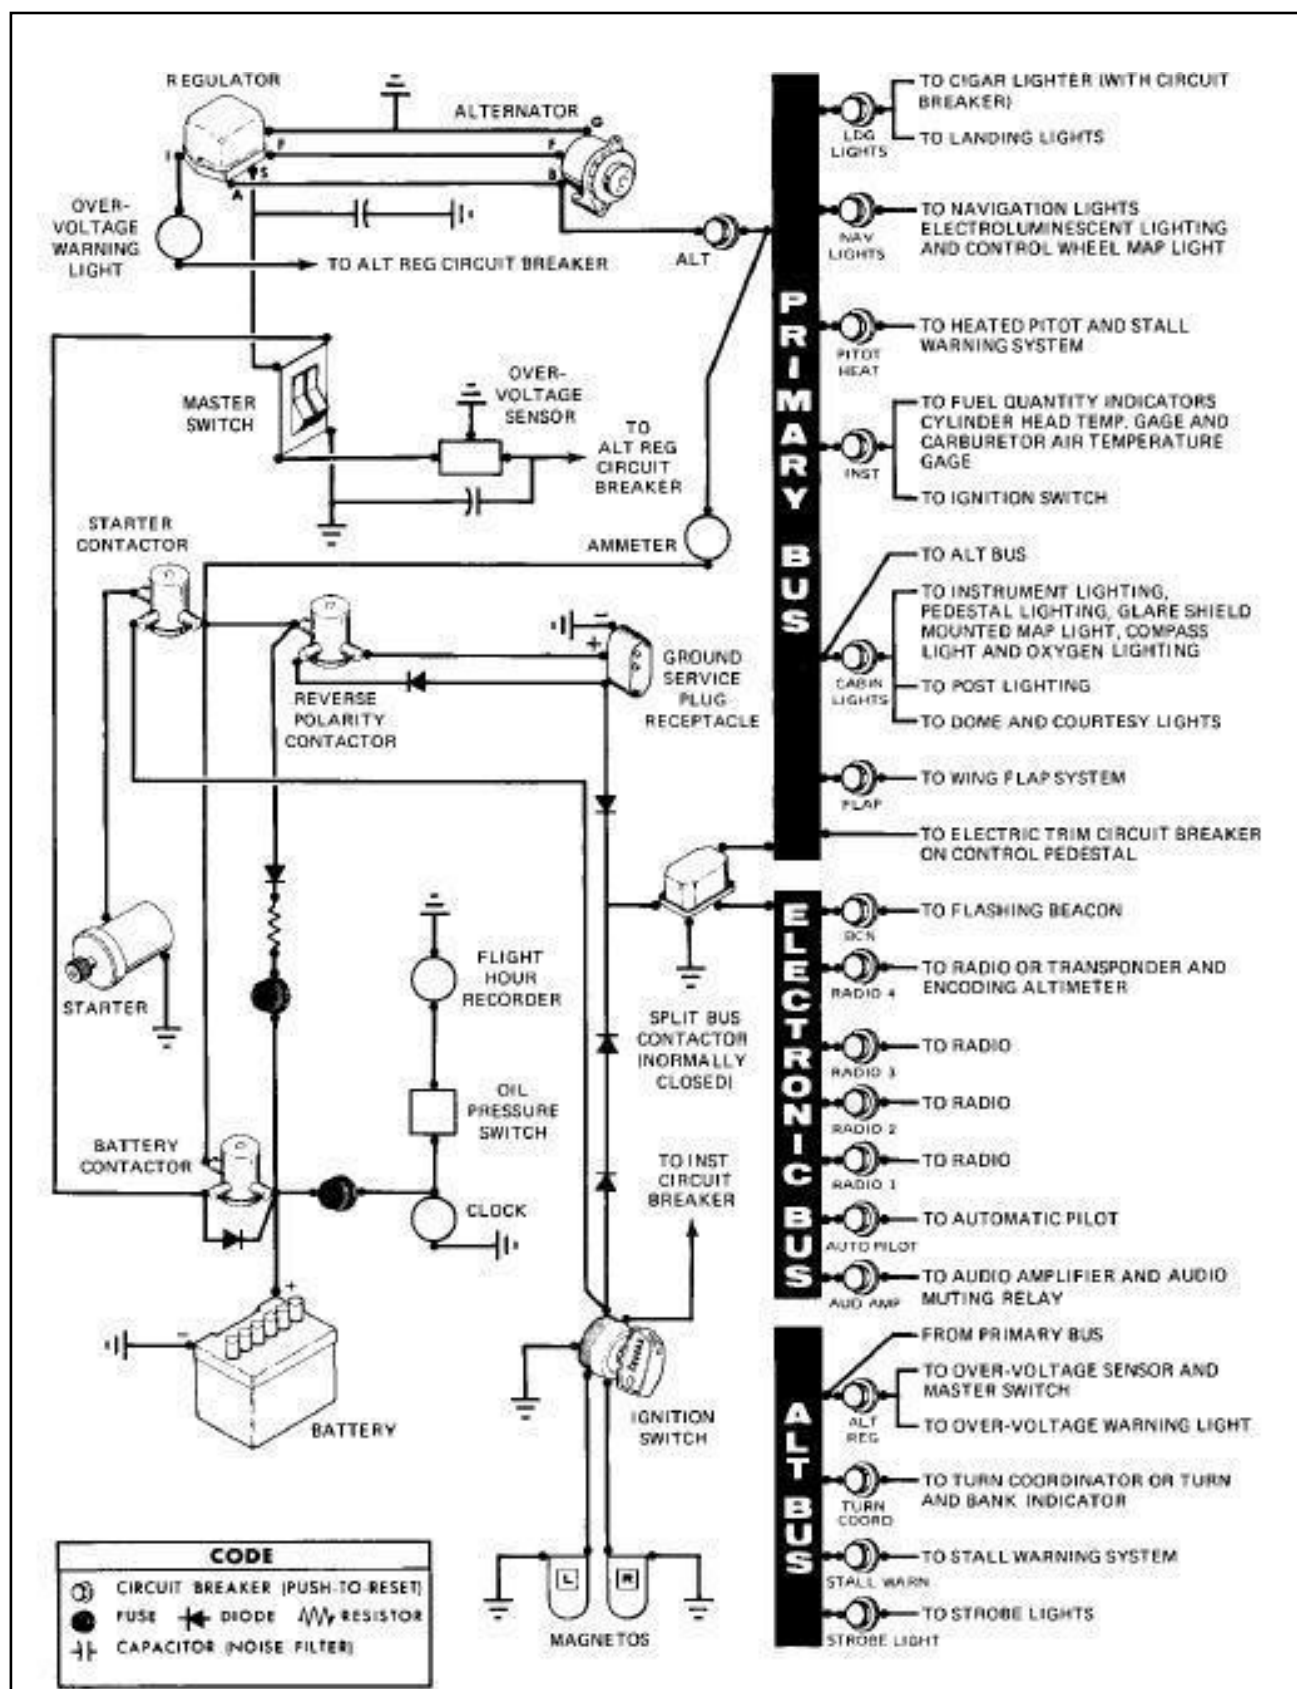 REGULATOR
ALTERNATOR
G
F
F
I
S
B
A
OVER-
VOLTAGE
WARNING
LIGHT
TO ALT REG CIRCUIT BREAKER
ALT
MASTER
SWITCH
OVER-
VOLTAGE
SENSOR
TO
ALT REG
CIRCUIT
BREAKER
STARTER
CONTACTOR
AMMETER
REVERSE
POLARITY
CONTACTOR
-
+
GROUND
SERVICE
PLUG
RECEPTACLE
STARTER
FLIGHT
HOUR
RECORDER
OIL
PRESSURE
SWITCH
SPLIT BUS
CONTACTOR
(NORMALLY
CLOSED)
BATTERY
CONTACTOR
CLOCK
TO INST
CIRCUIT
BREAKER
+
-
BATTERY
IGNITION
SWITCH
L
R
MAGNETOS
CODE
CIRCUIT BREAKER (PUSH-TO-RESET)
FUSE DIODE RESISTOR
CAPACITOR (NOISE FILTER)
PRIMARY BUS
LDG
LIGHTS
TO CIGAR LIGHTER (WITH CIRCUIT
BREAKER)
TO LANDING LIGHTS
NAV
LIGHTS
TO NAVIGATION LIGHTS
ELECTROLUMINESCENT LIGHTING
AND CONTROL WHEEL MAP LIGHT
PITOT
HEAT
TO HEATED PITOT AND STALL
WARNING SYSTEM
INST
TO FUEL QUANTITY INDICATORS
CYLINDER HEAD TEMP. GAGE AND
CARBURETOR AIR TEMPERATURE
GAGE
TO IGNITION SWITCH
TO ALT BUS
CABIN
LIGHTS
TO INSTRUMENT LIGHTING,
PEDESTAL LIGHTING, GLARE SHIELD
MOUNTED MAP LIGHT, COMPASS
LIGHT AND OXYGEN LIGHTING
TO POST LIGHTING
TO DOME AND COURTESY LIGHTS
FLAP
TO WING FLAP SYSTEM
TO ELECTRIC TRIM CIRCUIT BREAKER
ON CONTROL PEDESTAL
ELECTRONIC BUS
BCN
TO FLASHING BEACON
RADIO 4
TO RADIO OR TRANSPONDER AND
ENCODING ALTIMETER
RADIO 3
TO RADIO
RADIO 2
TO RADIO
RADIO 1
TO RADIO
AUTO PILOT
TO AUTOMATIC PILOT
AUD AMP
TO AUDIO AMPLIFIER AND AUDIO
MUTING RELAY
ALT BUS
FROM PRIMARY BUS
ALT
REG
TO OVER-VOLTAGE SENSOR AND
MASTER SWITCH
TO OVER-VOLTAGE WARNING LIGHT
TURN
COORD
TO TURN COORDINATOR OR TURN
AND BANK INDICATOR
STALL WARN
TO STALL WARNING SYSTEM
STROBE LIGHT
TO STROBE LIGHTS